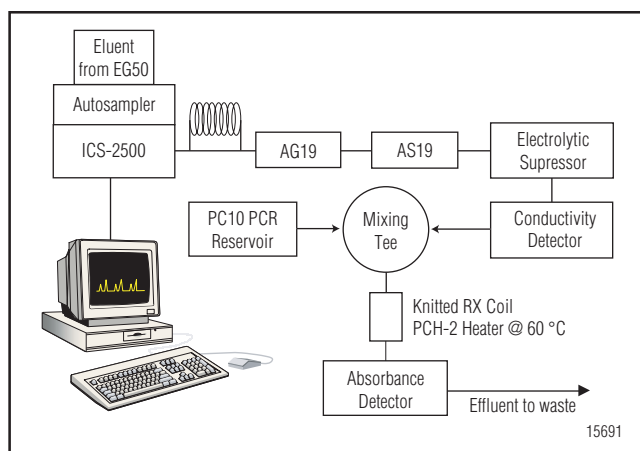 Eluent
from EG50
Autosampler
ICS-2500
AG19
AS19
Electrolytic
Supressor
PC10 PCR
Reservoir
Mixing
Tee
Conductivity
Detector
Knitted RX Coil
PCH-2 Heater @ 60 °C
Absorbance
Detector
Effluent to waste
15691